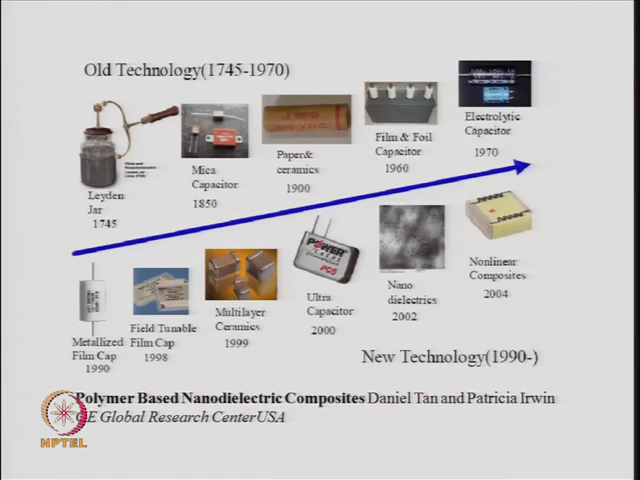 Old Technology(1745-1970)
Leyden
Jar
1745
Mica
Capacitor
1850
Paper&
ceramics
1900
Film & Foil
Capacitor
1960
Electrolytic
Capacitor
1970
Metallized
Film Cap
1990
Field Tunable
Film Cap
1998
Multilayer
Ceramics
1999
POWER
Ultra
Capacitor
2000
Nano
dielectrics
2002
Nonlinear
Composites
2004
New Technology(1990-)
Polymer Based Nanodielectric Composites Daniel Tan and Patricia Irwin
GE Global Research Center USA
NPTEL